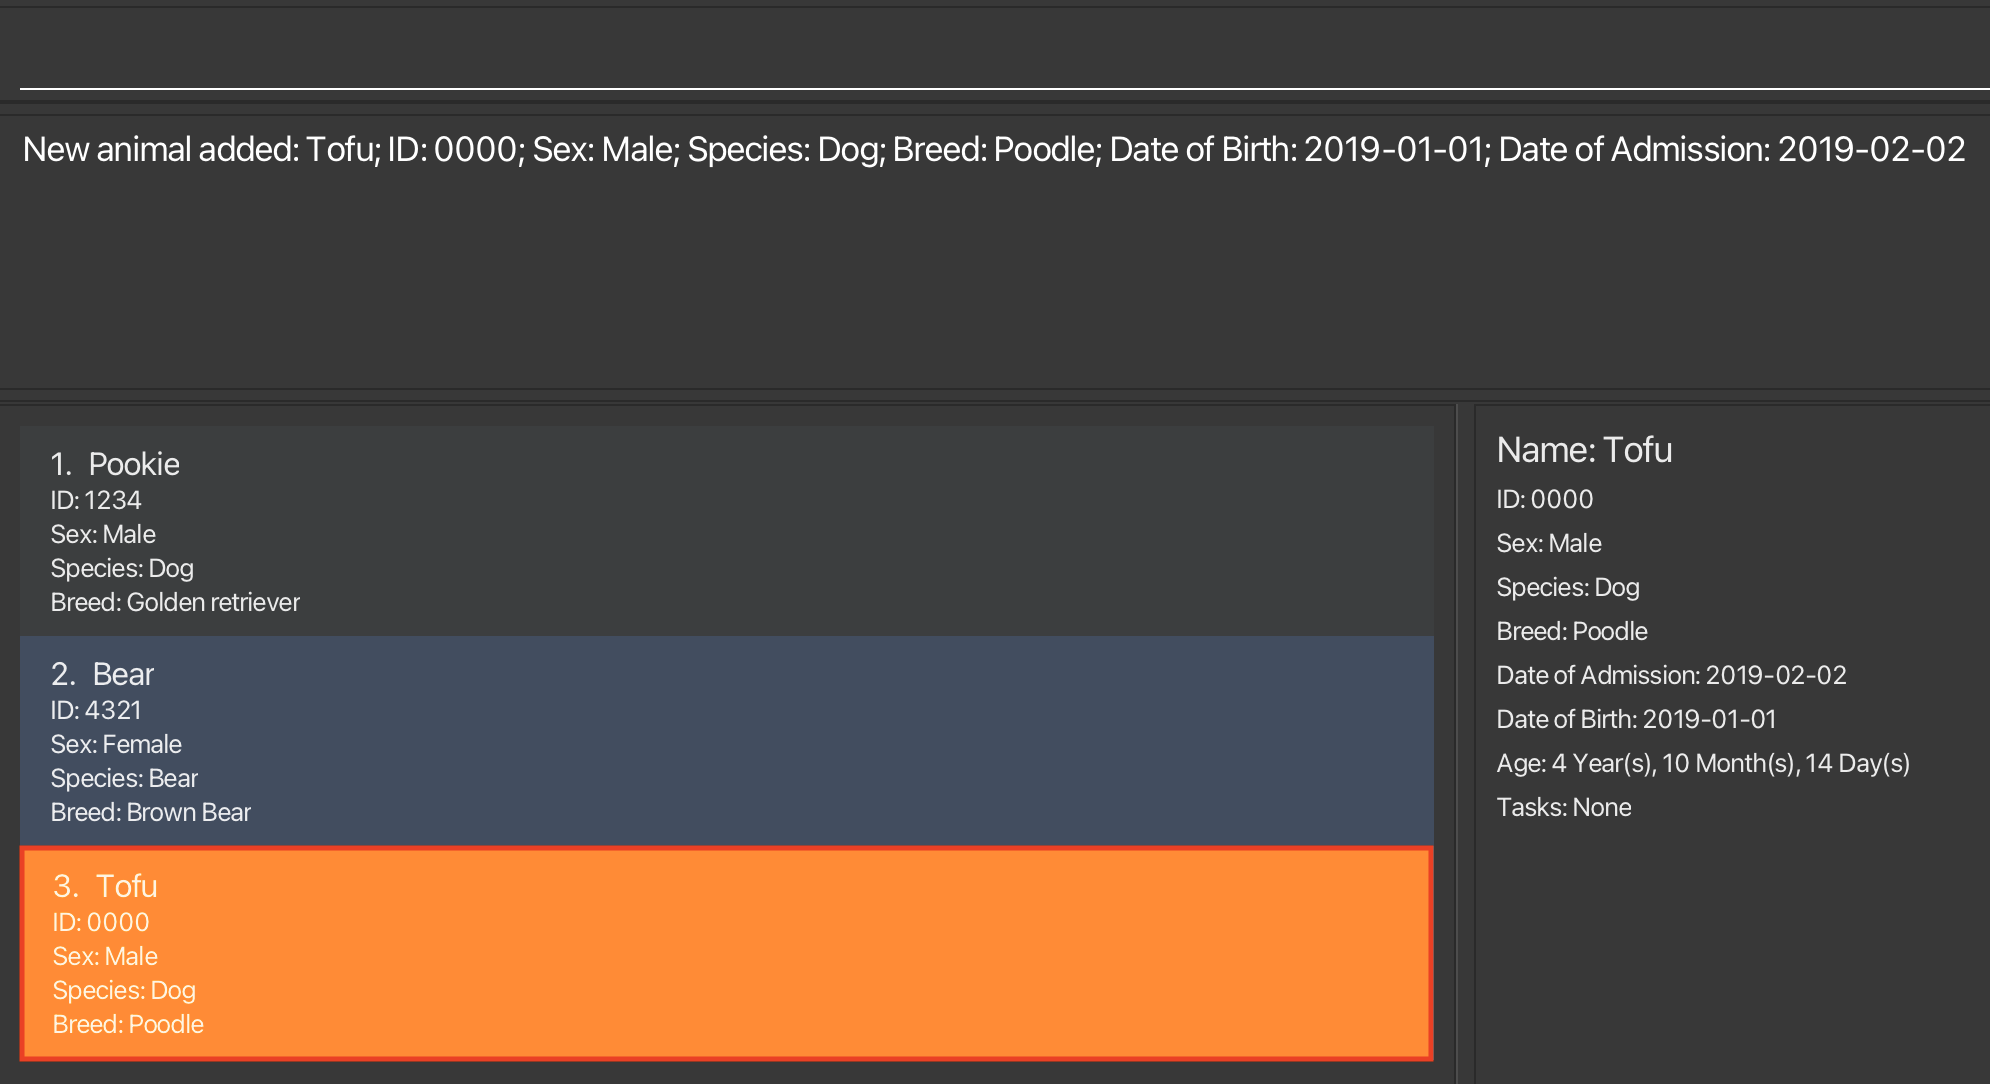 New animal added: Tofu; ID: 0000; Sex: Male; Species: Dog; Breed: Poodle; Date of Birth: 2019-01-01; Date of Admission: 2019-02-02
1. Pookie
ID: 1234
Sex: Male
Species: Dog
Breed: Golden retriever
2. Bear
ID: 4321
Sex: Female
Species: Bear
Breed: Brown Bear
3. Tofu
ID: 0000
Sex: Male
Species: Dog
Breed: Poodle
Name: Tofu
ID: 0000
Sex: Male
Species: Dog
Breed: Poodle
Date of Admission: 2019-02-02
Date of Birth: 2019-01-01
Age: 4 Year(s), 10 Month(s), 14 Day(s)
Tasks: None